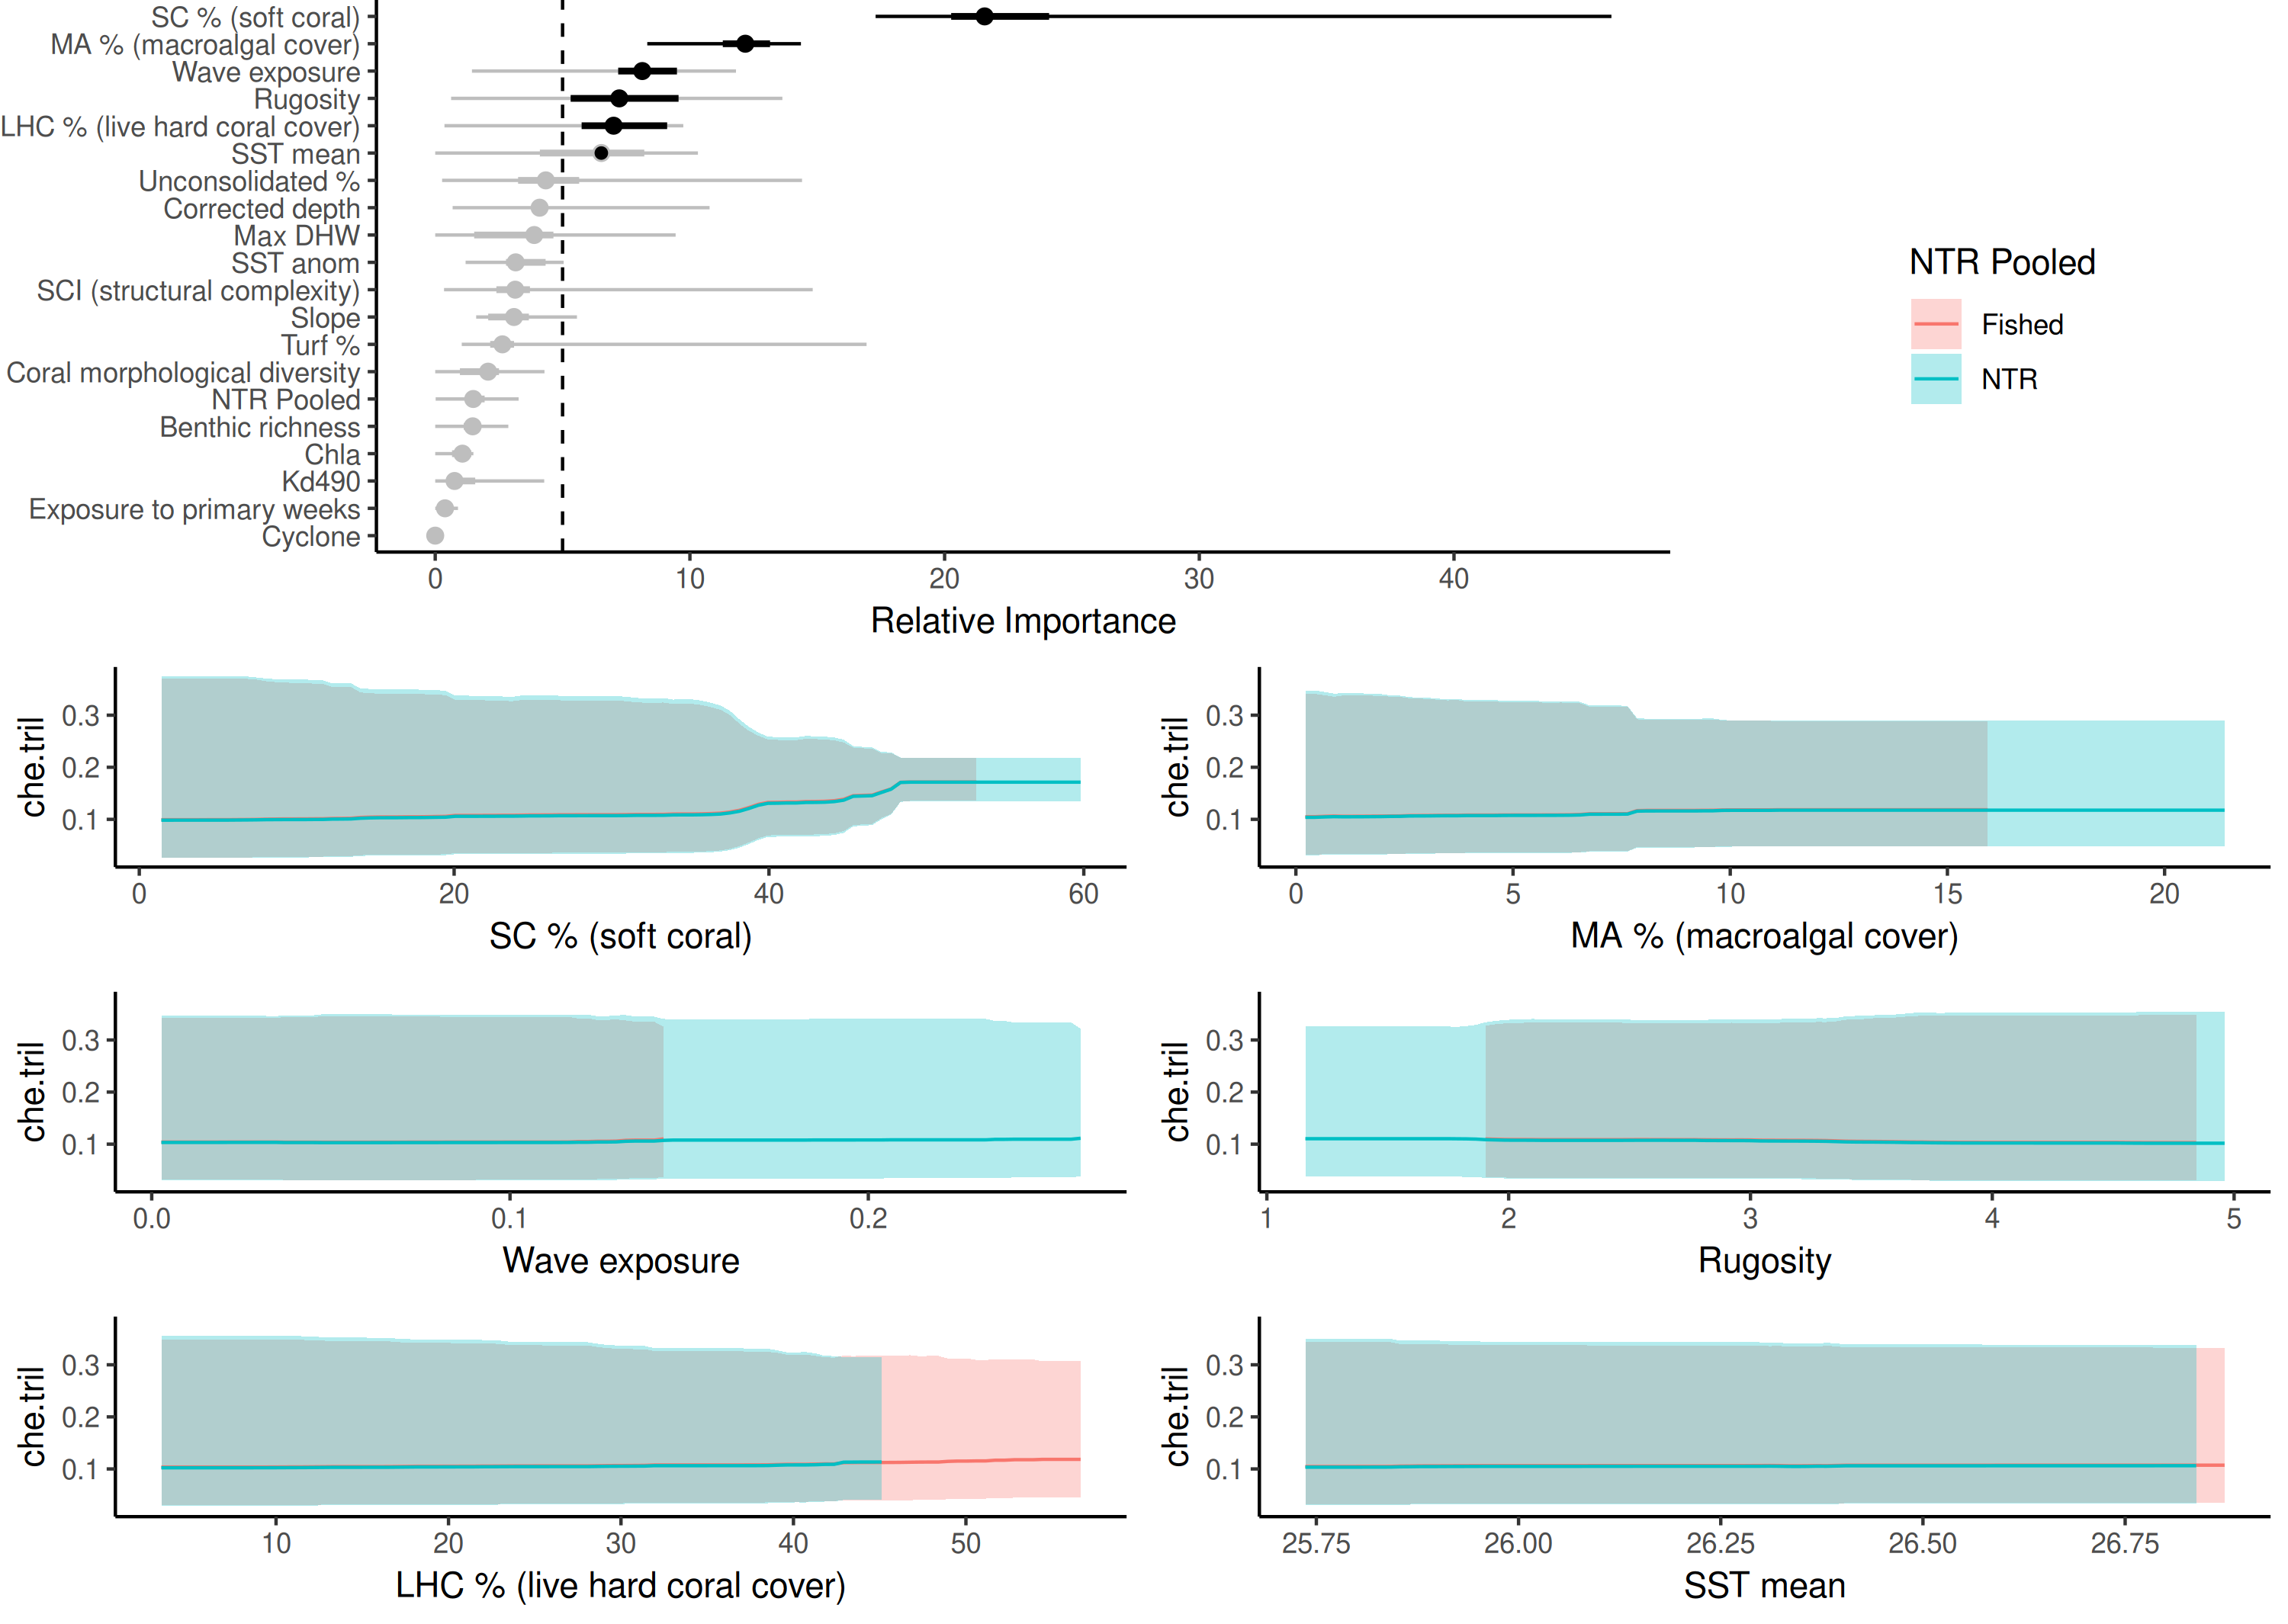 SC % (soft coral)
MA % (macroalgal cover)
Wave exposure
Rugosity
LHC % (live hard coral cover)
SST mean
Unconsolidated %
Corrected depth
Max DHW
SST anom
SCI (structural complexity)
Slope
Turf %
Coral morphological diversity
NTR Pooled
Benthic richness
Chla
Kd490
Exposure to primary weeks
Cyclone
0 10 20 30 40
Relative Importance
NTR Pooled
Fished
NTR
che.tril
0.3
0.2
0.1
0 20 40 60
SC % (soft coral)
che.tril
0.3
0.2
0.1
0 5 10 15 20
MA % (macroalgal cover)
che.tril
0.3
0.2
0.1
0.0 0.1 0.2
Wave exposure
che.tril
0.3
0.2
0.1
1 2 3 4 5
Rugosity
che.tril
0.3
0.2
0.1
10 20 30 40 50
LHC % (live hard coral cover)
che.tril
0.3
0.2
0.1
25.75 26.00 26.25 26.50 26.75
SST mean